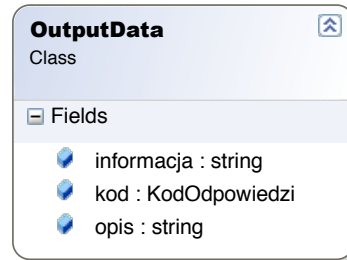 OutputData
Class
Fields
informacja : string
kod : KodOdpowiedzi
opis : string